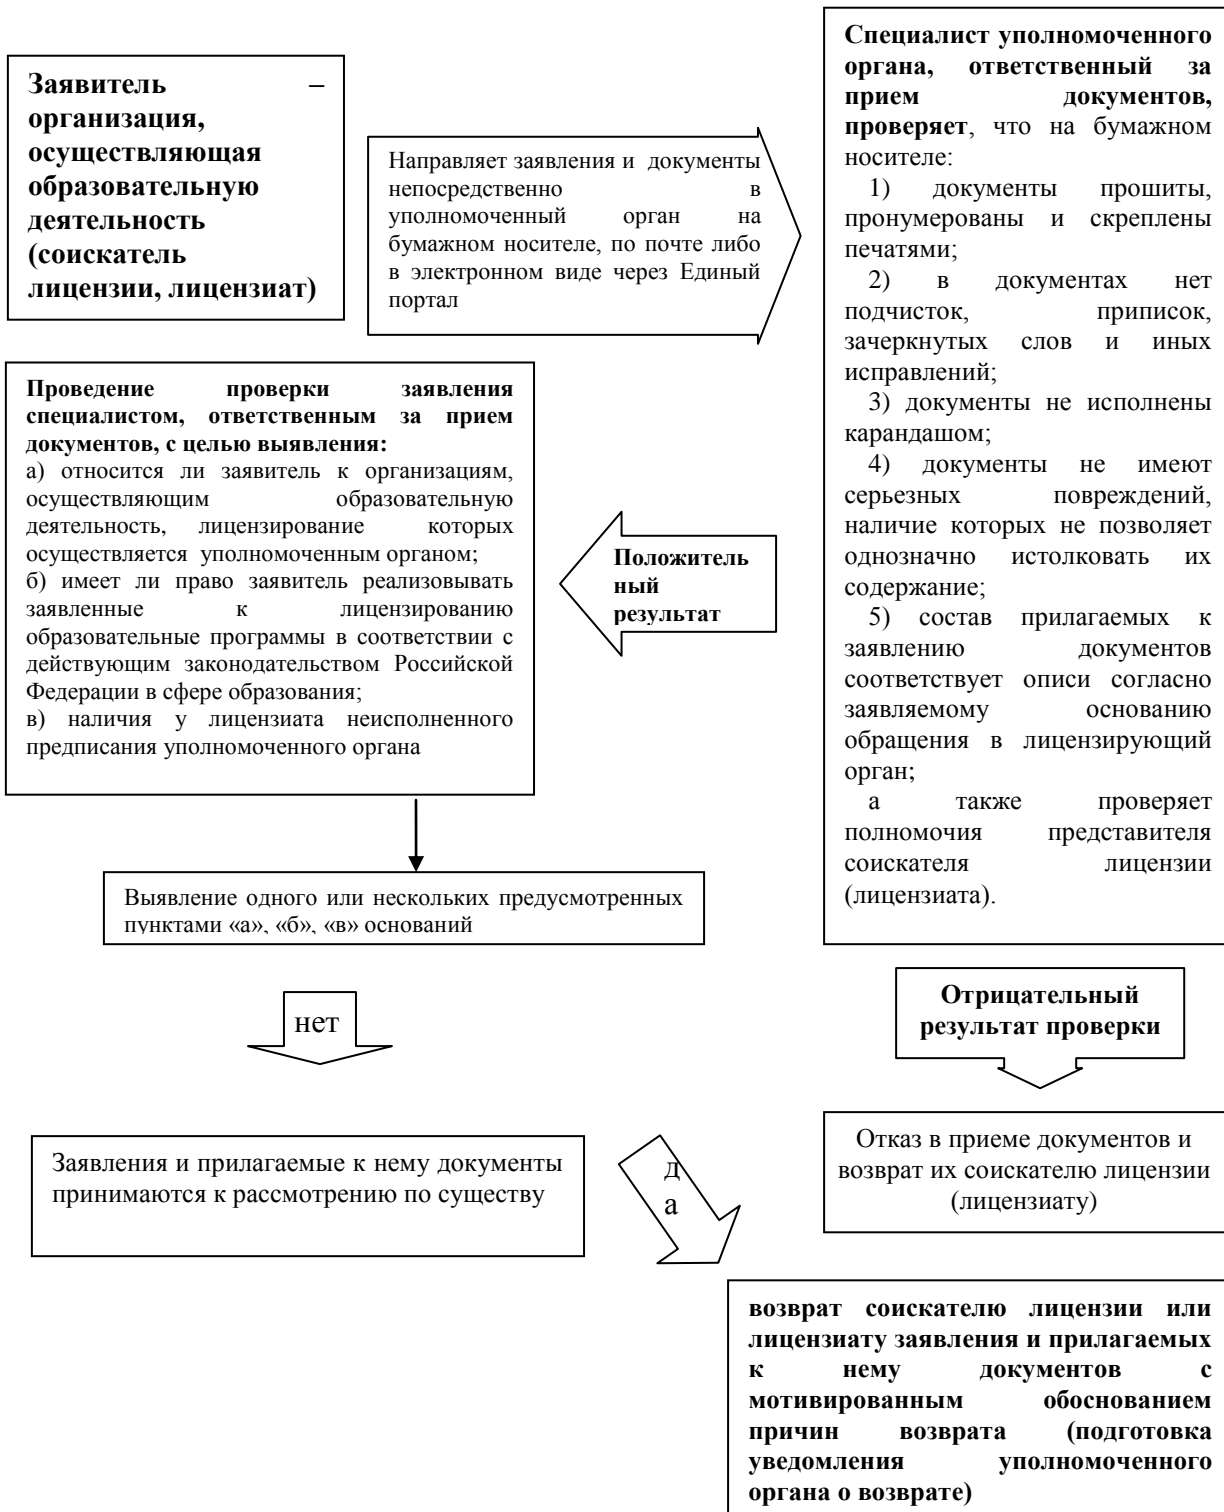 Заявитель –
организация,
осуществляющая
образовательную
деятельность
(соискатель
лицензии, лицензиат)
Направляет заявления и документы
непосредственно в
уполномоченный орган на
бумажном носителе, по почте либо
в электронном виде через Единый
портал
Специалист уполномоченного
органа, ответственный за
прием документов,
проверяет, что на бумажном
носителе:
1) документы прошиты,
пронумерованы и скреплены
печатями;
2) в документах нет
подчисток, приписок,
зачеркнутых слов и иных
исправлений;
3) документы не исполнены
карандашом;
4) документы не имеют
серьезных повреждений,
наличие которых не позволяет
однозначно истолковать их
содержание;
5) состав прилагаемых к
заявлению документов
соответствует описи согласно
заявляемому основанию
обращения в лицензирующий
орган;
а также проверяет
полномочия представителя
соискателя лицензии
(лицензиата).
Положитель
ный
результат
Проведение проверки заявления
специалистом, ответственным за прием
документов, с целью выявления:
а) относится ли заявитель к организациям,
осуществляющим образовательную
деятельность, лицензирование которых
осуществляется уполномоченным органом;
б) имеет ли право заявитель реализовывать
заявленные к лицензированию
образовательные программы в соответствии с
действующим законодательством Российской
Федерации в сфере образования;
в) наличия у лицензиата неисполненного
предписания уполномоченного органа
Выявление одного или нескольких предусмотренных
пунктами «а», «б», «в» оснований
нет
Отрицательный
результат проверки
Заявления и прилагаемые к нему документы
принимаются к рассмотрению по существу
д
а
Отказ в приеме документов и
возврат их соискателю лицензии
(лицензиату)
возврат соискателю лицензии или
лицензиату заявления и прилагаемых
к нему документов с
мотивированным обоснованием
причин возврата (подготовка
уведомления уполномоченного
органа о возврате)